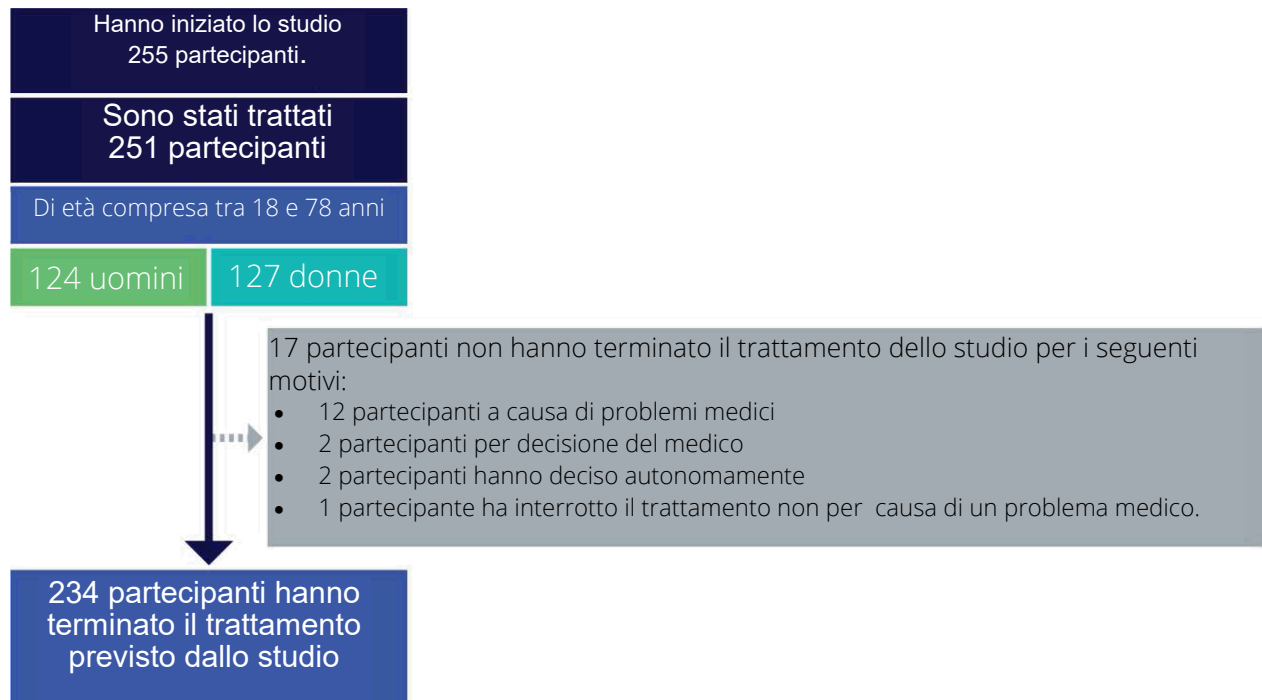 Hanno iniziato lo studio
255 partecipanti.
Sono stati trattati
251 partecipanti
Di età compresa tra 18 e 78 anni
124 uomini
127 donne
17 partecipanti non hanno terminato il trattamento dello studio per i seguenti
motivi:
• 12 partecipanti a causa di problemi medici
• 2 partecipanti per decisione del medico
• 2 partecipanti hanno deciso autonomamente
• 1 partecipante ha interrotto il trattamento non per  causa di un problema medico.
234 partecipanti hanno
terminato il trattamento
previsto dallo studio